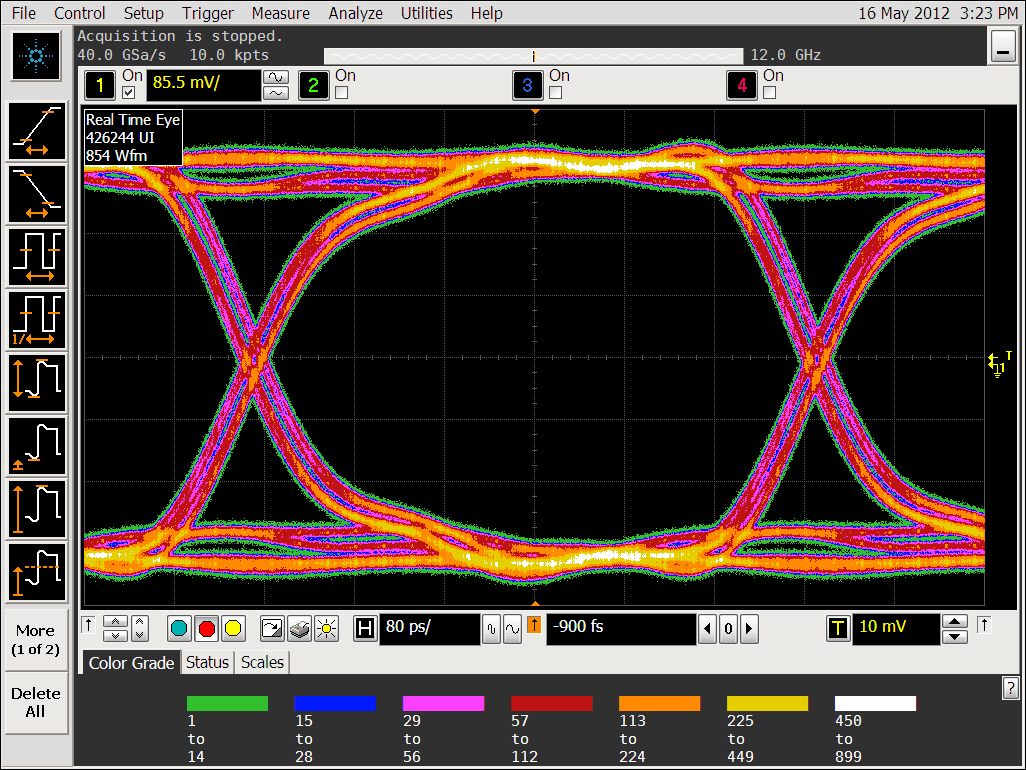 File Control Setup Trigger Measure Analyze Utilities Help 16 May 2012 3:23 PM
Acquisition is stopped.
40.0 GSa/s 10.0 kpts 12.0 GHz
1 On 85.5 mV/ 2 On 3 On 4 On
Real Time Eye
426244 UI
854 Wfm
T
1
1/
More
(1 of 2)
Delete
All
H 80 ps/ -900 fs 0 T 10 mV
Color Grade Status Scales
?
1 15 29 57 113 225 450
to to to to to to to
14 28 56 112 224 449 899